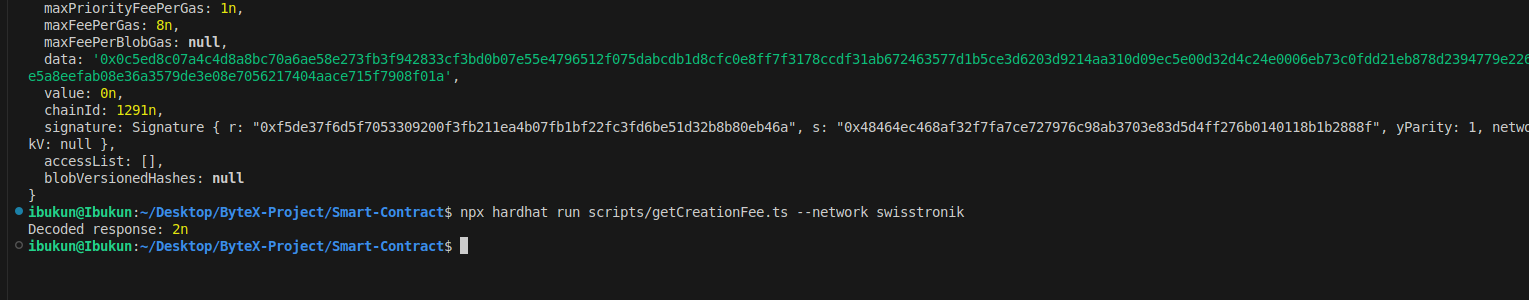 maxPriorityFeePerGas: 1n,
maxFeePerGas: 8n,
maxFeePerBlobGas: null,
data: '0x0c5ed8c07a4c4d8a8bc70a6ae58e273fb3f942833cf3bd0b07e55e4796512f075dabcdb1d8cfc0e8ff7f3178ccdf31ab672463577d1b5ce3d6203d9214aa310d09ec5e00d32d4c24e0006eb73c0fdd21eb878d2394779e226
e5a8eefab08e36a3579de3e08e7056217404aace715f7908f01a',
value: 0n,
chainId: 1291n,
signature: Signature { r: "0xf5de37f6d5f7053309200f3fb211ea4b07fb1bf22fc3fd6be51d32b8b80eb46a", s: "0x48464ec468af32f7fa7ce727976c98ab3703e83d5d4ff276b0140118b1b2888f", yParity: 1, netwo
kV: null },
accessList: [],
blobVersionedHashes: null
}
ibukun@Ibukun:~/Desktop/ByteX-Project/Smart-Contract$ npx hardhat run scripts/getCreationFee.ts --network swisstronik
Decoded response: 2n
ibukun@Ibukun:~/Desktop/ByteX-Project/Smart-Contract$